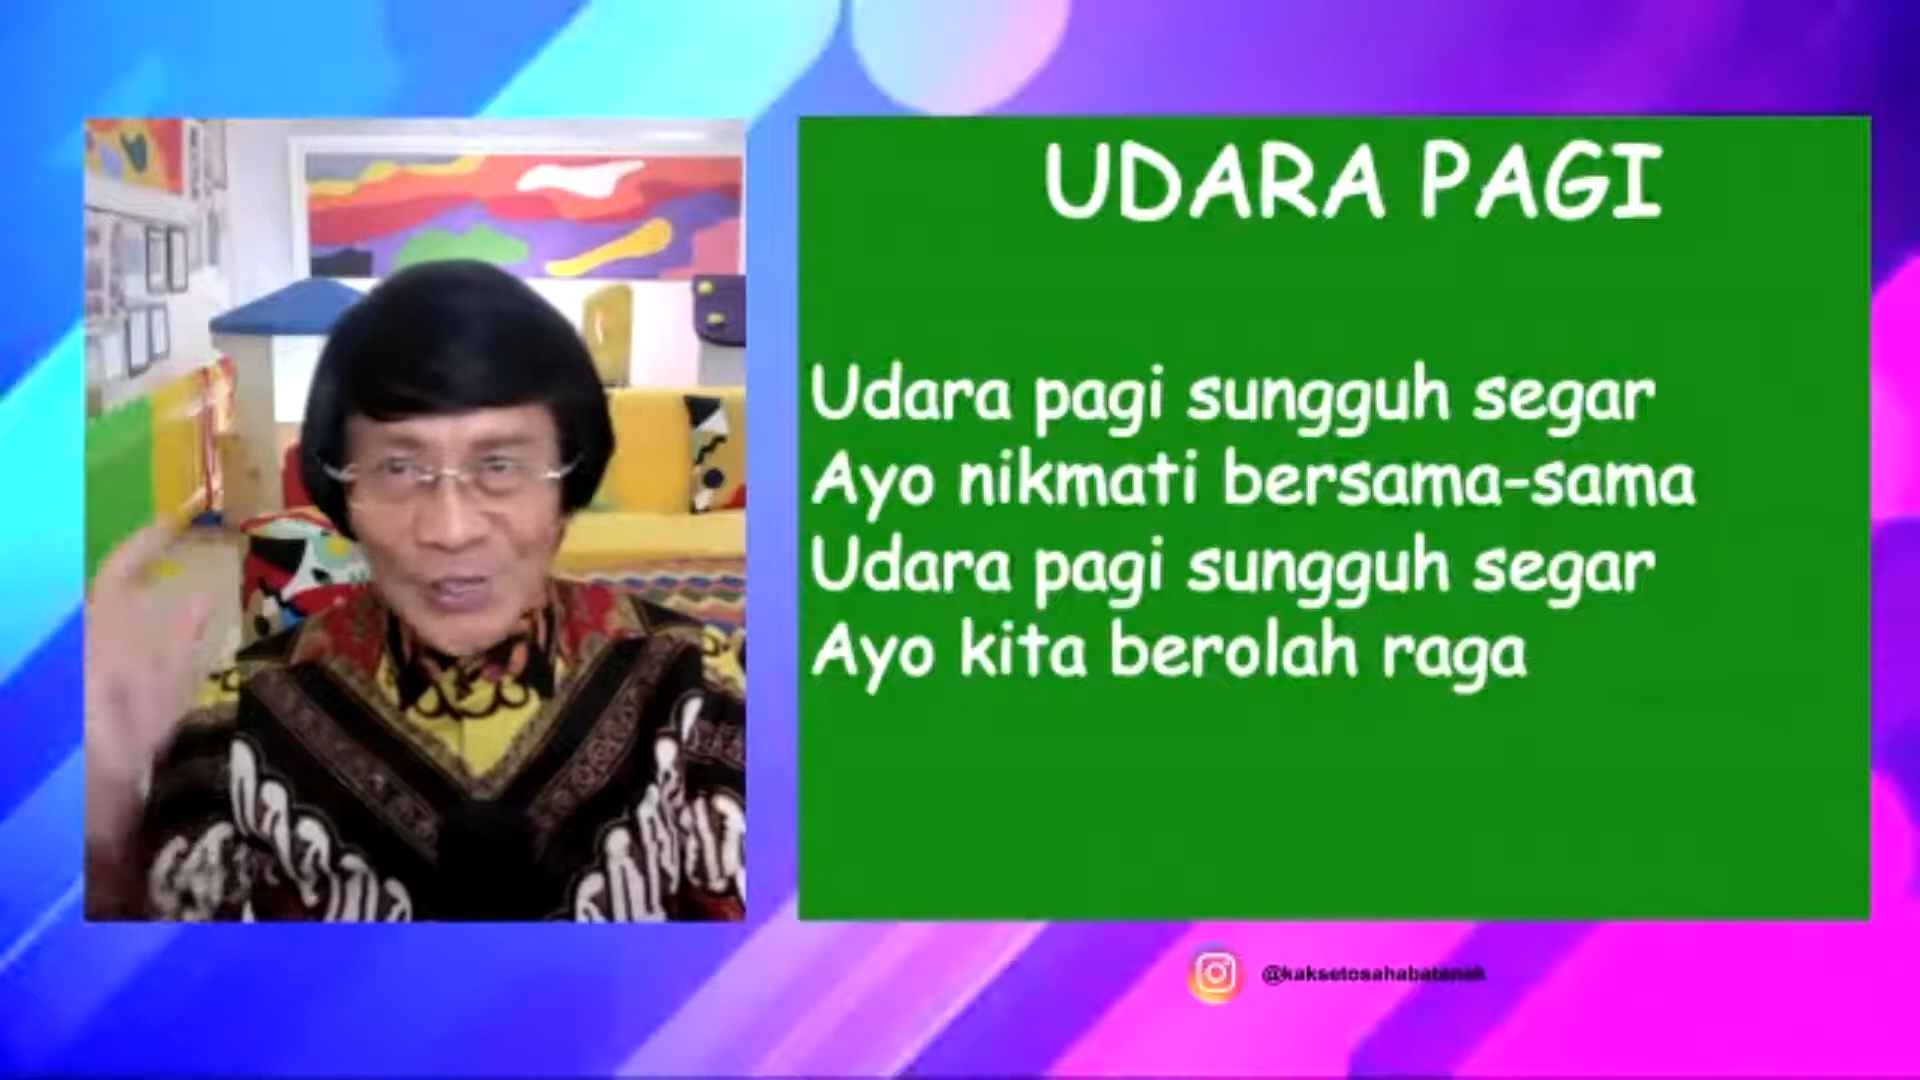 UDARA PAGI
Udara pagi sungguh segar
Ayo nikmati bersama-sama
Udara pagi sungguh segar
Ayo kita berolah raga
@kaksetosahabatanak